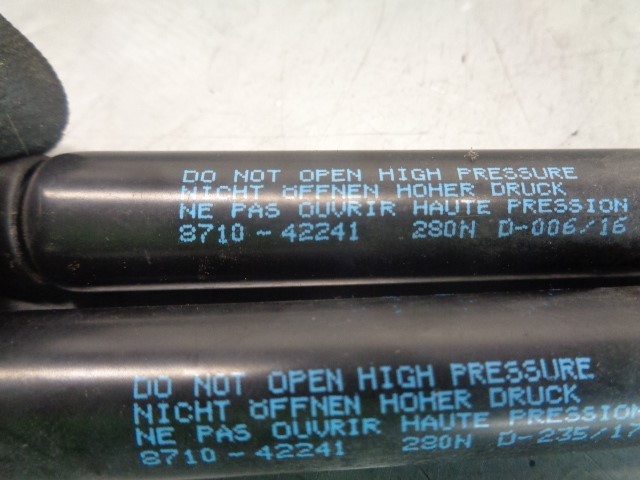 DO NOT OPEN HIGH PRESSURE
NICHT ÖFFNEN HOHER DRUCK
NE PAS OUVRIR HAUTE PRESSION
8710-42241 280N D-006/16
DO NOT OPEN HIGH PRESSURE
NICHT ÖFFNEN HOHER DRUCK
NE PAS OUVRIR HAUTE PRESSION
8710-42241 280N D-235/17